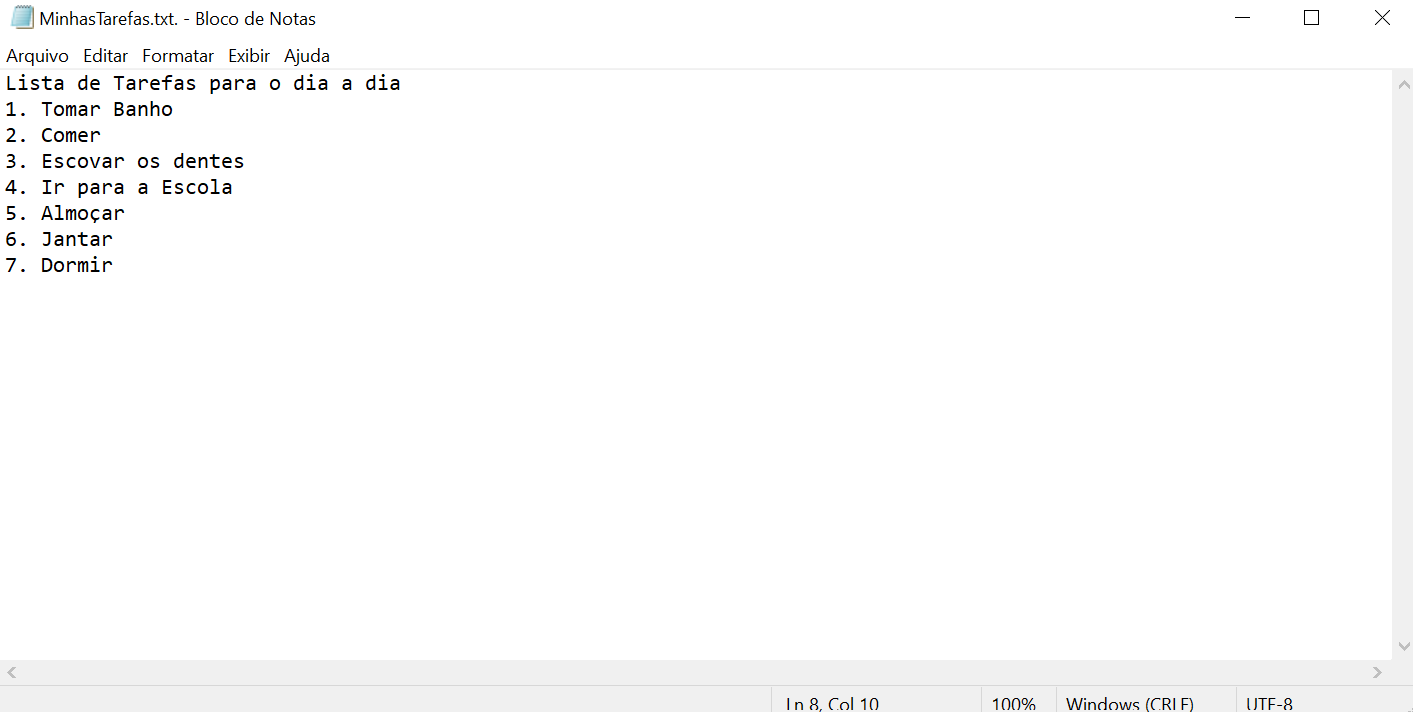 MinhasTarefas.txt. - Bloco de Notas
Arquivo Editar Formatar Exibir Ajuda
Lista de Tarefas para o dia a dia
1. Tomar Banho
2. Comer
3. Escovar os dentes
4. Ir para a Escola
5. Almoçar
6. Jantar
7. Dormir
Ln 8, Col 10 100% Windows (CRLF) UTF-8